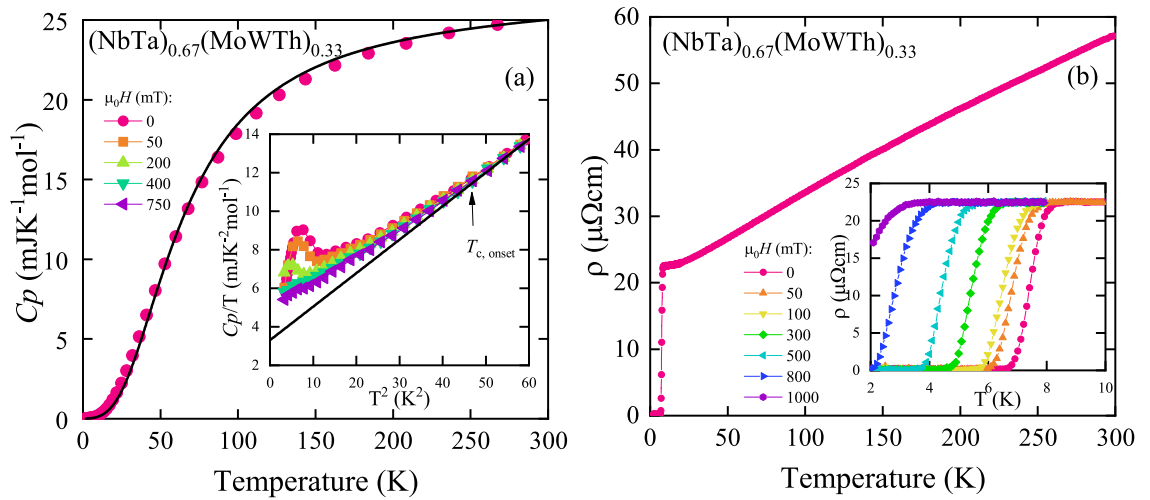 (NbTa)0.67(MoWTh)0.33
(a)
μ0H (mT):
0
50
200
400
750
Cp (mJK-1mol-1)
25
20
15
10
5
0
0 50 100 150 200 250 300
Temperature (K)
Cp/T (mJK-2mol-1)
14
12
10
8
6
4
2
0 10 20 30 40 50 60
T2 (K2)
Tc, onset
(NbTa)0.67(MoWTh)0.33
(b)
ρ (μΩcm)
60
50
40
30
20
10
0
0 50 100 150 200 250 300
Temperature (K)
μ0H (mT):
0
50
100
300
500
800
1000
ρ (μΩcm)
25
20
15
10
5
0
2 4 6 8 10
T (K)